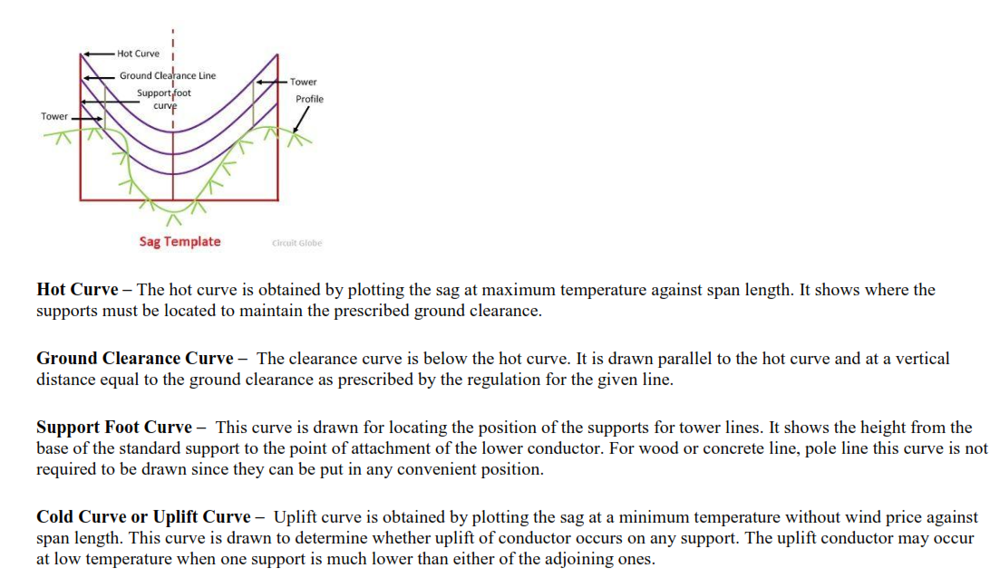 Hot Curve
Ground Clearance Line
Support foot
curve
Tower
Profile
Tower
Sag Template
Circuit Globe
Hot Curve – The hot curve is obtained by plotting the sag at maximum temperature against span length. It shows where the
supports must be located to maintain the prescribed ground clearance.
Ground Clearance Curve – The clearance curve is below the hot curve. It is drawn parallel to the hot curve and at a vertical
distance equal to the ground clearance as prescribed by the regulation for the given line.
Support Foot Curve – This curve is drawn for locating the position of the supports for tower lines. It shows the height from the
base of the standard support to the point of attachment of the lower conductor. For wood or concrete line, pole line this curve is not
required to be drawn since they can be put in any convenient position.
Cold Curve or Uplift Curve – Uplift curve is obtained by plotting the sag at a minimum temperature without wind price against
span length. This curve is drawn to determine whether uplift of conductor occurs on any support. The uplift conductor may occur
at low temperature when one support is much lower than either of the adjoining ones.